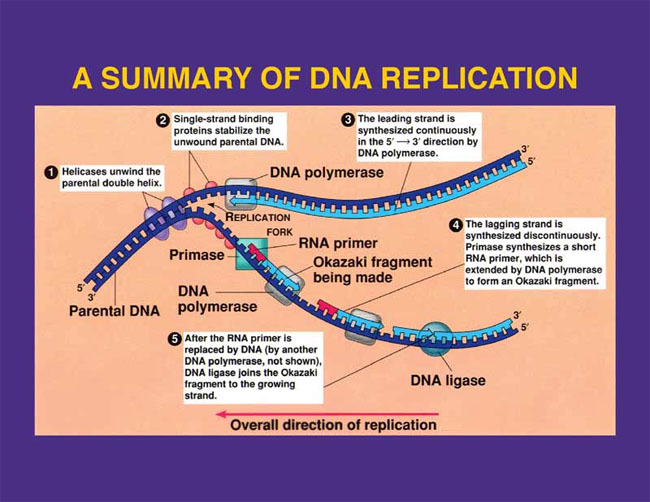 A SUMMARY OF DNA REPLICATION
2 Single-strand binding
proteins stabilize the
unwound parental DNA.
3 The leading strand is
synthesized continuously
in the 5′ → 3′ direction by
DNA polymerase.
1 Helicases unwind the
parental double helix.
DNA polymerase
3′
5′
REPLICATION
FORK
4 The lagging strand is
synthesized discontinuously.
Primase synthesizes a short
RNA primer, which is
extended by DNA polymerase
to form an Okazaki fragment.
Primase
RNA primer
Okazaki fragment
being made
5′
3′
Parental DNA
DNA
polymerase
3′
5′
5 After the RNA primer is
replaced by DNA (by another
DNA polymerase, not shown),
DNA ligase joins the Okazaki
fragment to the growing
strand.
DNA ligase
Overall direction of replication